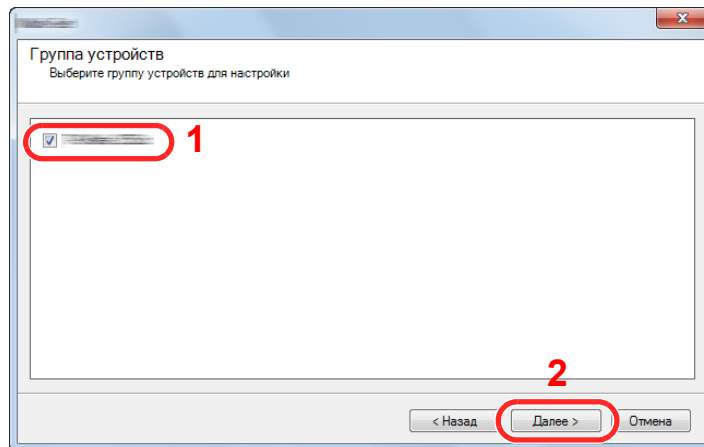 Группа устройств
Выберите группу устройств для настройки
1
2
< Назад
Далее >
Отмена